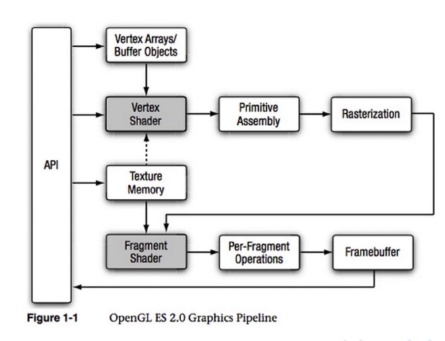 Vertex Arrays/
Buffer Objects
Vertex
Shader
Primitive
Assembly
Rasterization
API
Texture
Memory
Fragment
Shader
Per-Fragment
Operations
Framebuffer
Figure 1-1 OpenGL ES 2.0 Graphics Pipeline